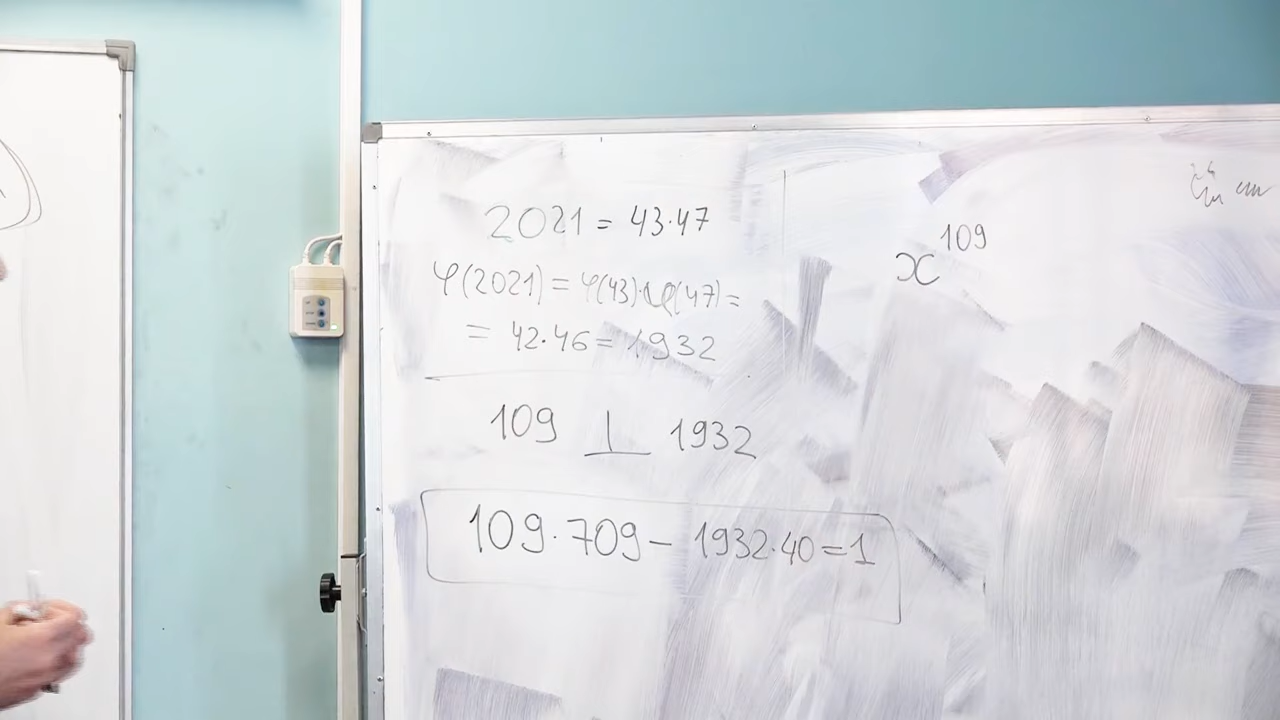 2021 = 43·47
φ(2021) = φ(43)·φ(47) =
= 42·46 = 1932
109 ⊥ 1932
109·709 – 1932·40 = 1
x^109